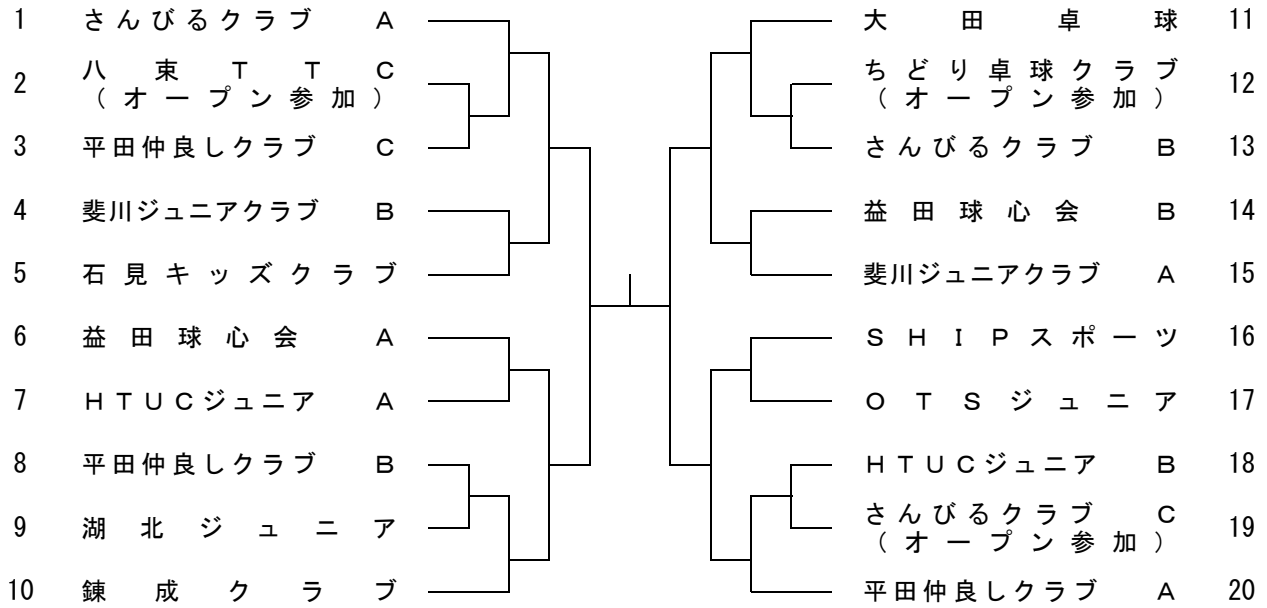 1 さんびるクラブ A
2 八東TTC
(オープン参加)
3 平田仲良しクラブ C
4 斐川ジュニアクラブ B
5 石見キッズクラブ
6 益田球心会 A
7 HTUCジュニア A
8 平田仲良しクラブ B
9 湖北ジュニア
10 錬成クラブ
大田卓球 11
ちどり卓球クラブ 12
(オープン参加)
さんびるクラブ B 13
益田球心会 B 14
斐川ジュニアクラブ A 15
SHIPスポーツ 16
OTSジュニア 17
HTUCジュニア B 18
さんびるクラブ C 19
(オープン参加)
平田仲良しクラブ A 20